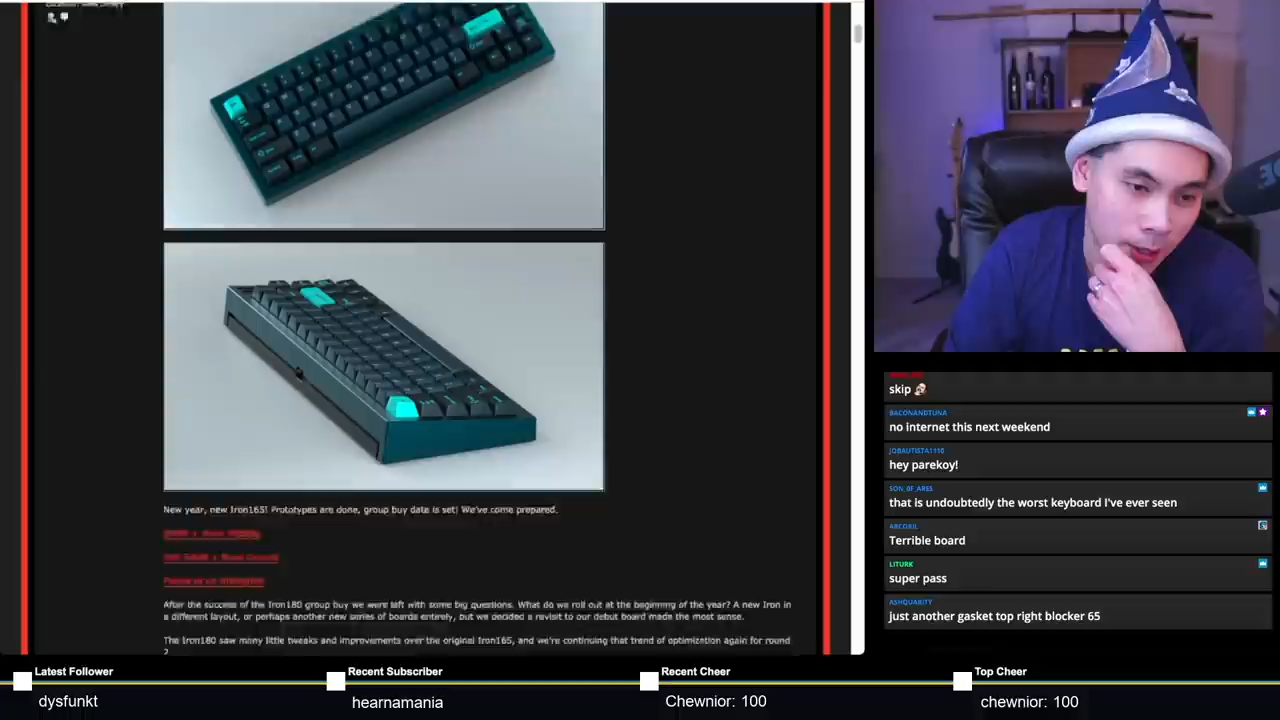 New year, new Iron165! Prototypes are done, group buy date is set! We've come prepared.
After the success of the Iron180 group buy we were left with some big questions. What do we roll out at the beginning of the year? A new Iron in
a different layout, or perhaps another new series of boards entirely, but we decided a revisit to our debut board made the most sense.
The Iron180 saw many little tweaks and improvements over the original Iron165, and we're continuing that trend of optimization again for round
2
skip
BACONANDTUNA
no internet this next weekend
JOBAUTISTA1110
hey parekoy!
SON_OF_ARES
that is undoubtedly the worst keyboard I've ever seen
Terrible board
LITURK
super pass
ASHQUARITY
just another gasket top right blocker 65
Latest Follower
dysfunkt
Recent Subscriber
hearnamania
Recent Cheer
Chewnior: 100
Top Cheer
chewnior: 100